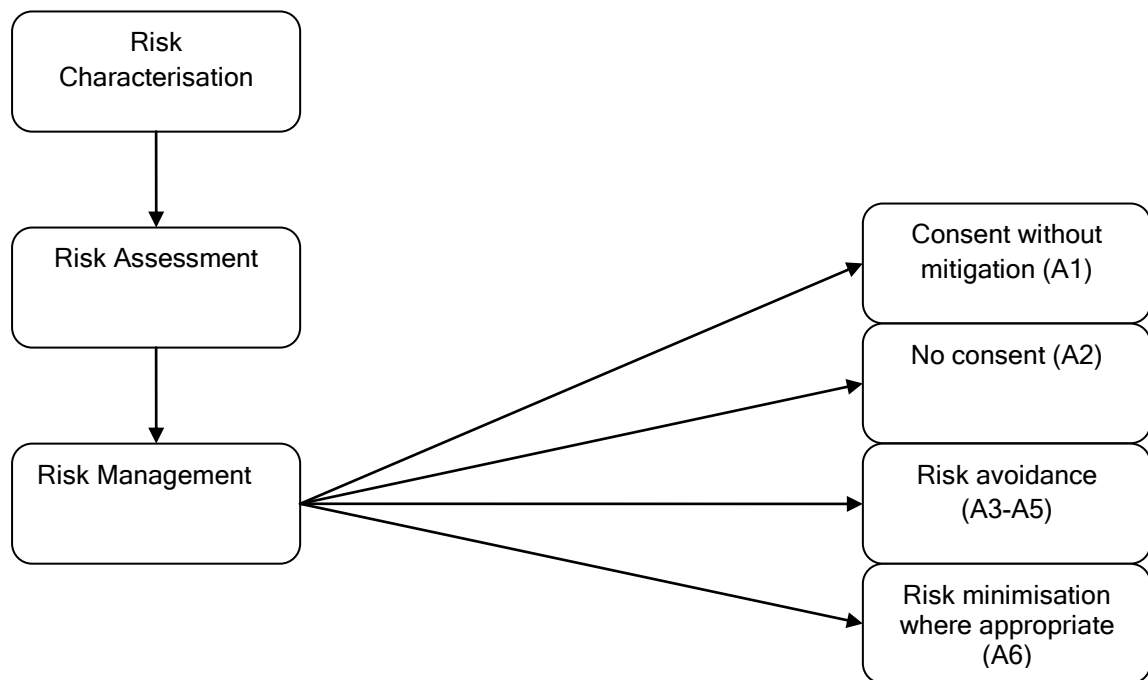 Risk
Characterisation
Risk Assessment
Risk Management
Consent without
mitigation (A1)
No consent (A2)
Risk avoidance
(A3-A5)
Risk minimisation
where appropriate
(A6)